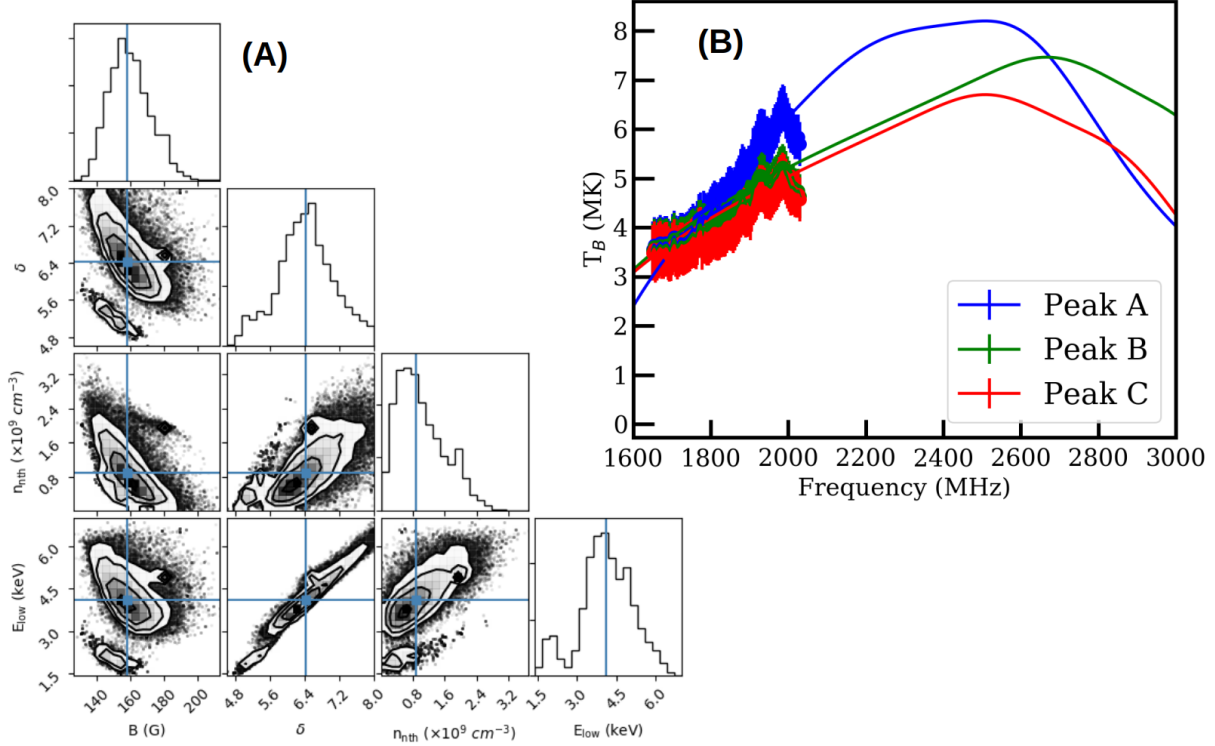 (A)
(B)
8.0
7.2
6.4
5.6
4.8
δ
3.2
2.4
1.6
0.8
n_nth (×10⁹ cm⁻³)
6.0
4.5
3.0
1.5
E_low (keV)
140
160
180
200
B (G)
4.8
5.6
6.4
7.2
8.0
δ
0.8
1.6
2.4
3.2
n_nth (×10⁹ cm⁻³)
1.5
3.0
4.5
6.0
E_low (keV)
8
7
6
5
4
3
2
1
0
T_B (MK)
Peak A
Peak B
Peak C
1600 1800 2000 2200 2400 2600 2800 3000
Frequency (MHz)